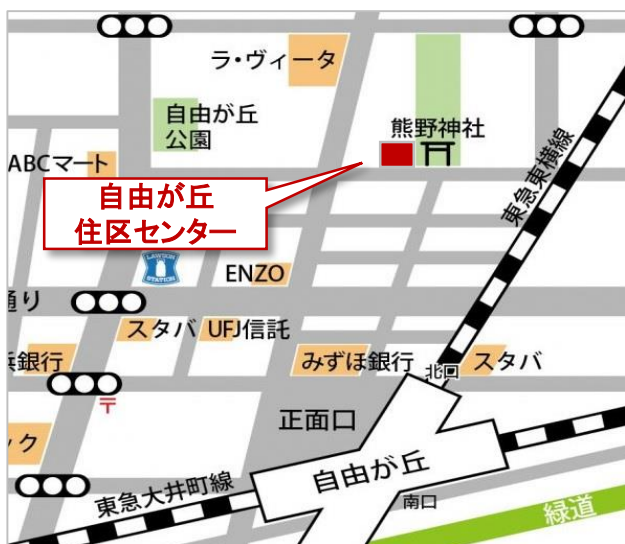 ラ・ヴィータ
自由が丘
公園
熊野神社
ABCマート
自由が丘
住区センター
東急東横線
LAWSON
STATION
ENZO
通り
スタバ
UFJ信託
浜銀行
みずほ銀行
北口
スタバ
〒
正面口
ック
自由が丘
東急大井町線
南口
緑道